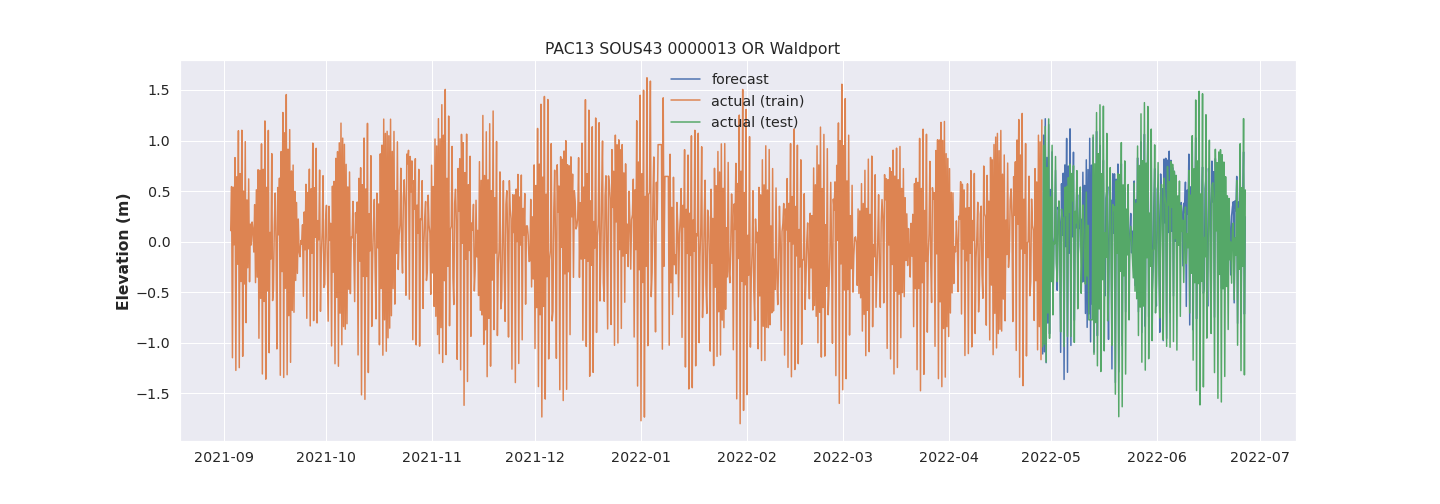 PAC13 SOUS43 0000013 OR Waldport
forecast
actual (train)
actual (test)
Elevation (m)
1.5
1.0
0.5
0.0
−0.5
−1.0
−1.5
2021-09 2021-10 2021-11 2021-12 2022-01 2022-02 2022-03 2022-04 2022-05 2022-06 2022-07